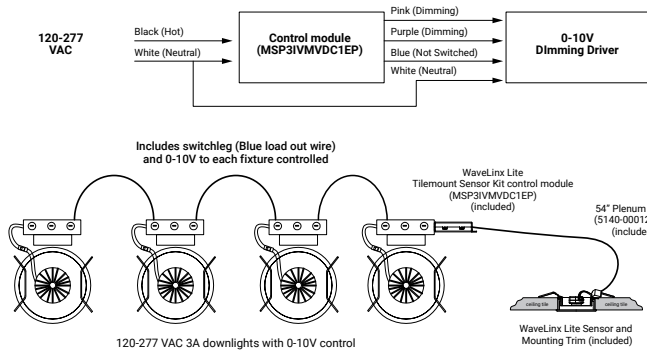 120-277
VAC
Black (Hot)
White (Neutral)
Control module
(MSP3IVMVDC1EP)
Pink (Dimming)
Purple (Dimming)
Blue (Not Switched)
White (Neutral)
0-10V
DImming Driver
Includes switchleg (Blue load out wire)
and 0-10V to each fixture controlled
WaveLinx Lite
Tilemount Sensor Kit control module
(MSP3IVMVDC1EP)
(included)
54" Plenum
(5140-00012
(include
ceiling tile
ceiling tile
WaveLinx Lite Sensor and
Mounting Trim (included)
120-277 VAC 3A downlights with 0-10V control